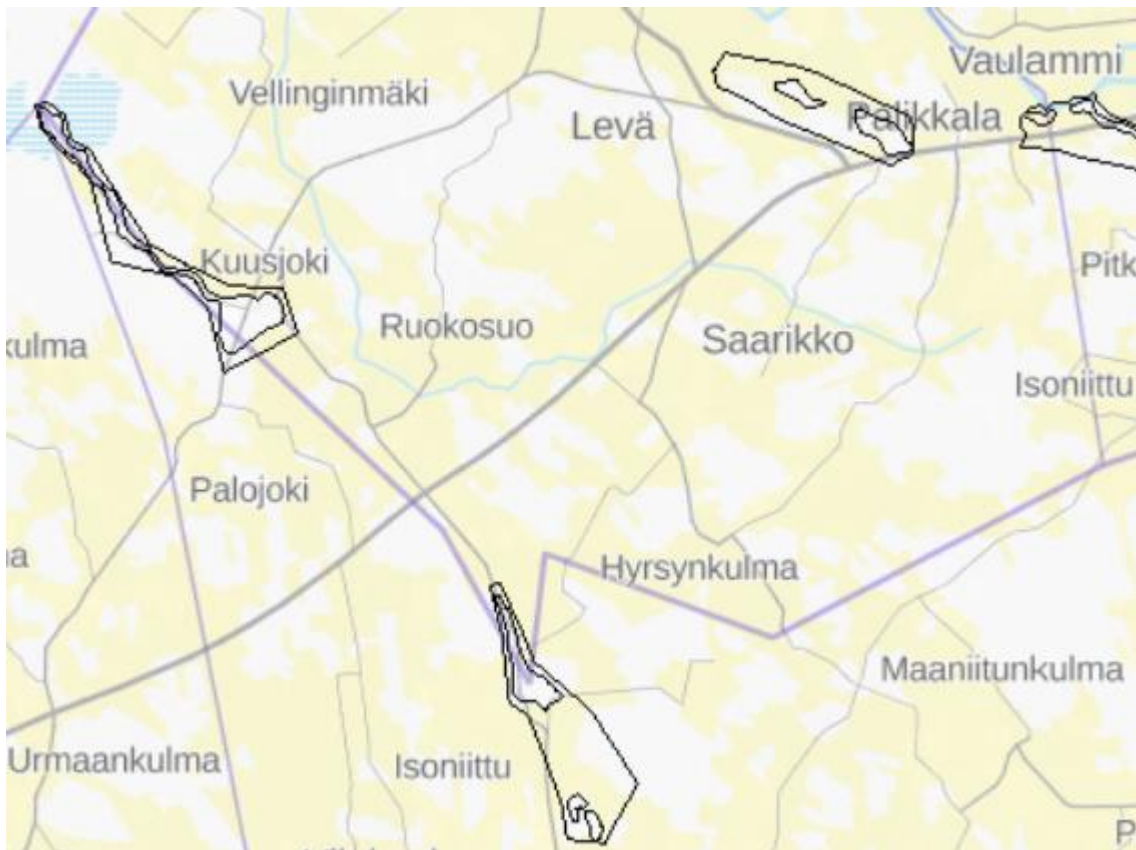 Vaulammi
Vellinginmäki
Levä
Palikkala
Kuusjoki
Pitk
Ruokosuo
Saarikko
kulma
Isoniittu
Palojoki
Hyrsynkulma
Maaniitunkulma
Urmaankulma
Isoniittu
P